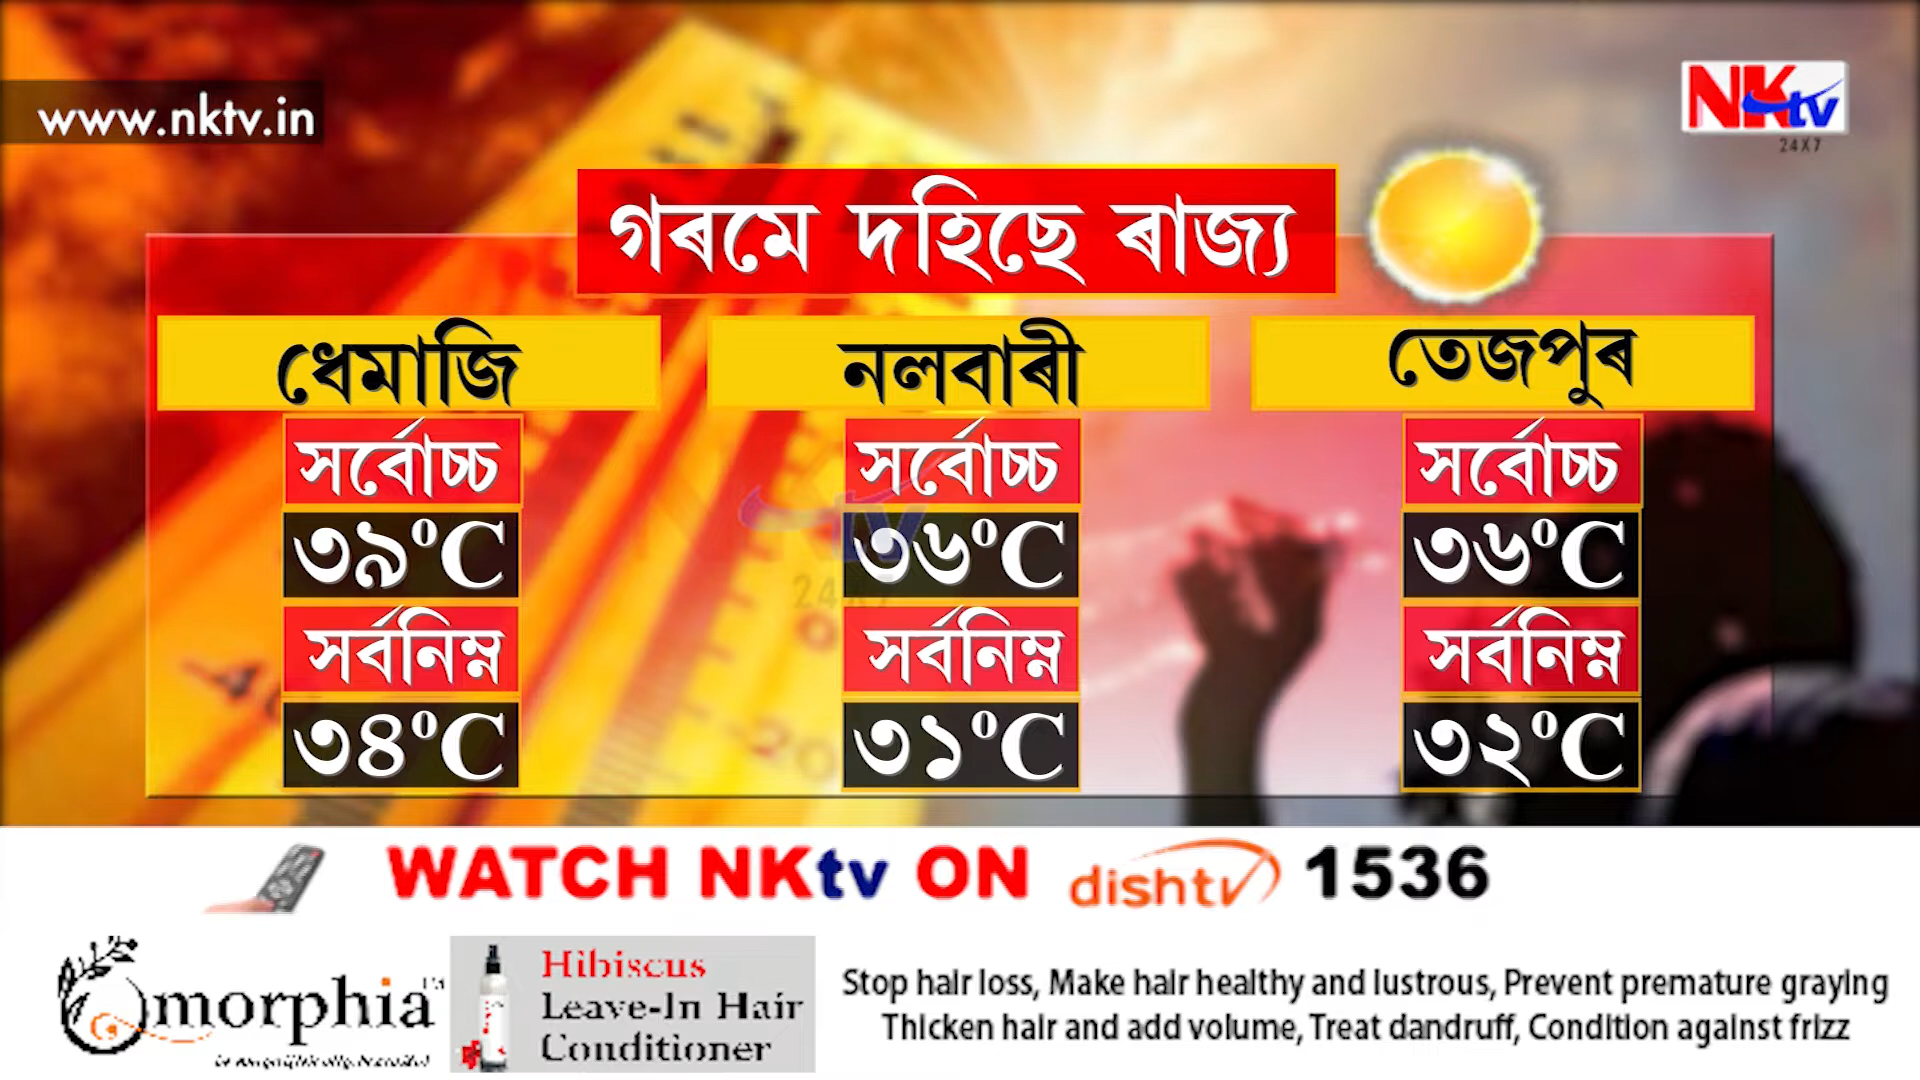 www.nktv.in
NKtv
24X7
গৰমে দহিছে ৰাজ্য
ধেমাজি নলবাৰী তেজপুৰ
সৰ্বোচ্চ সৰ্বোচ্চ সৰ্বোচ্চ
৩৯°C ৩৬°C ৩৬°C
সৰ্বনিম্ন সৰ্বনিম্ন সৰ্বনিম্ন
৩৪°C ৩১°C ৩২°C
WATCH NKtv ON dishtv 1536
Omorphia™
Hibiscus
Leave-In Hair
Conditioner
Stop hair loss, Make hair healthy and lustrous, Prevent premature graying
Thicken hair and add volume, Treat dandruff, Condition against frizz